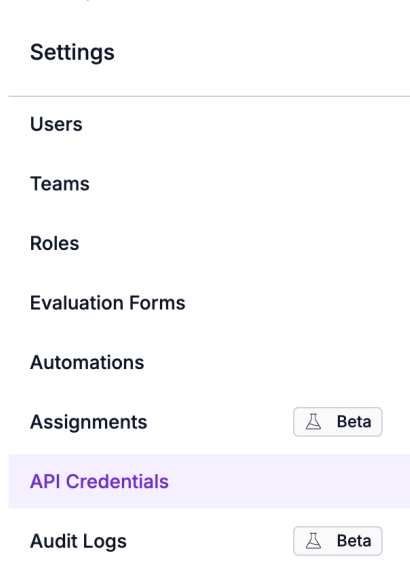 Settings
Users
Teams
Roles
Evaluation Forms
Automations
Assignments Beta
API Credentials
Audit Logs Beta